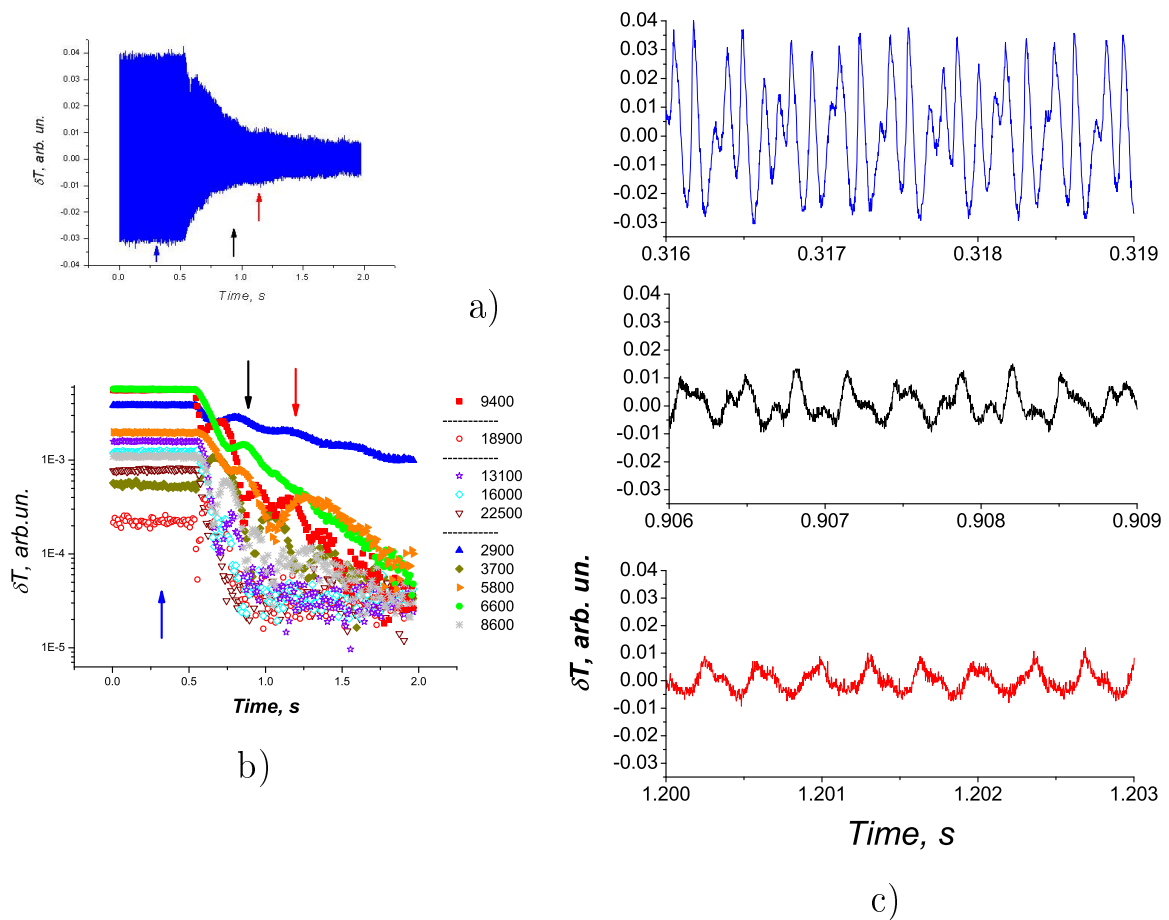 0.04
0.03
0.02
0.01
0.00
-0.01
-0.02
-0.03
-0.04
δT, arb. un.
0.0 0.5 1.0 1.5 2.0
Time, s
a)
1E-3
1E-4
1E-5
δT, arb.un.
0.0 0.5 1.0 1.5 2.0
Time, s
9400
18900
13100
16000
22500
2900
3700
5800
6600
8600
b)
0.04
0.03
0.02
0.01
0.00
-0.01
-0.02
-0.03
0.316 0.317 0.318 0.319
0.04
0.03
0.02
0.01
0.00
-0.01
-0.02
-0.03
0.906 0.907 0.908 0.909
0.04
0.03
0.02
0.01
0.00
-0.01
-0.02
-0.03
δT, arb. un.
1.200 1.201 1.202 1.203
Time, s
c)